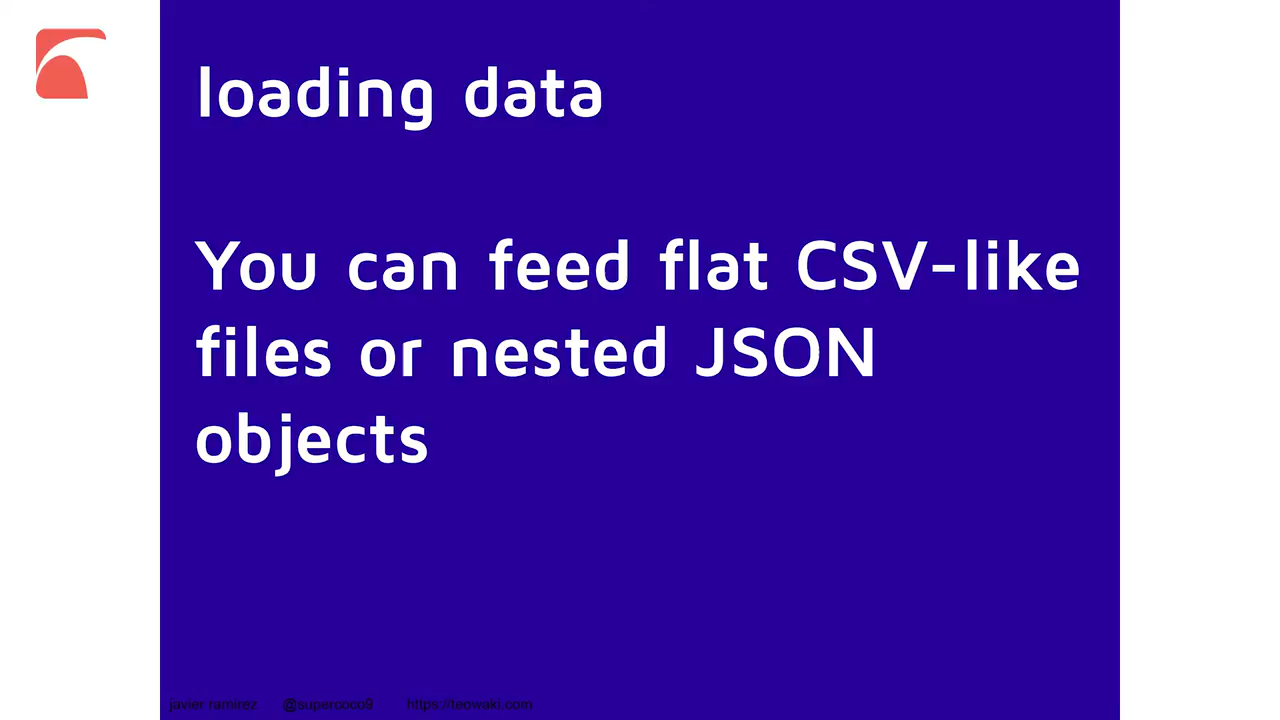 loading data
You can feed flat CSV-like
files or nested JSON
objects
javier ramirez @supercoco9 https://teowaki.com